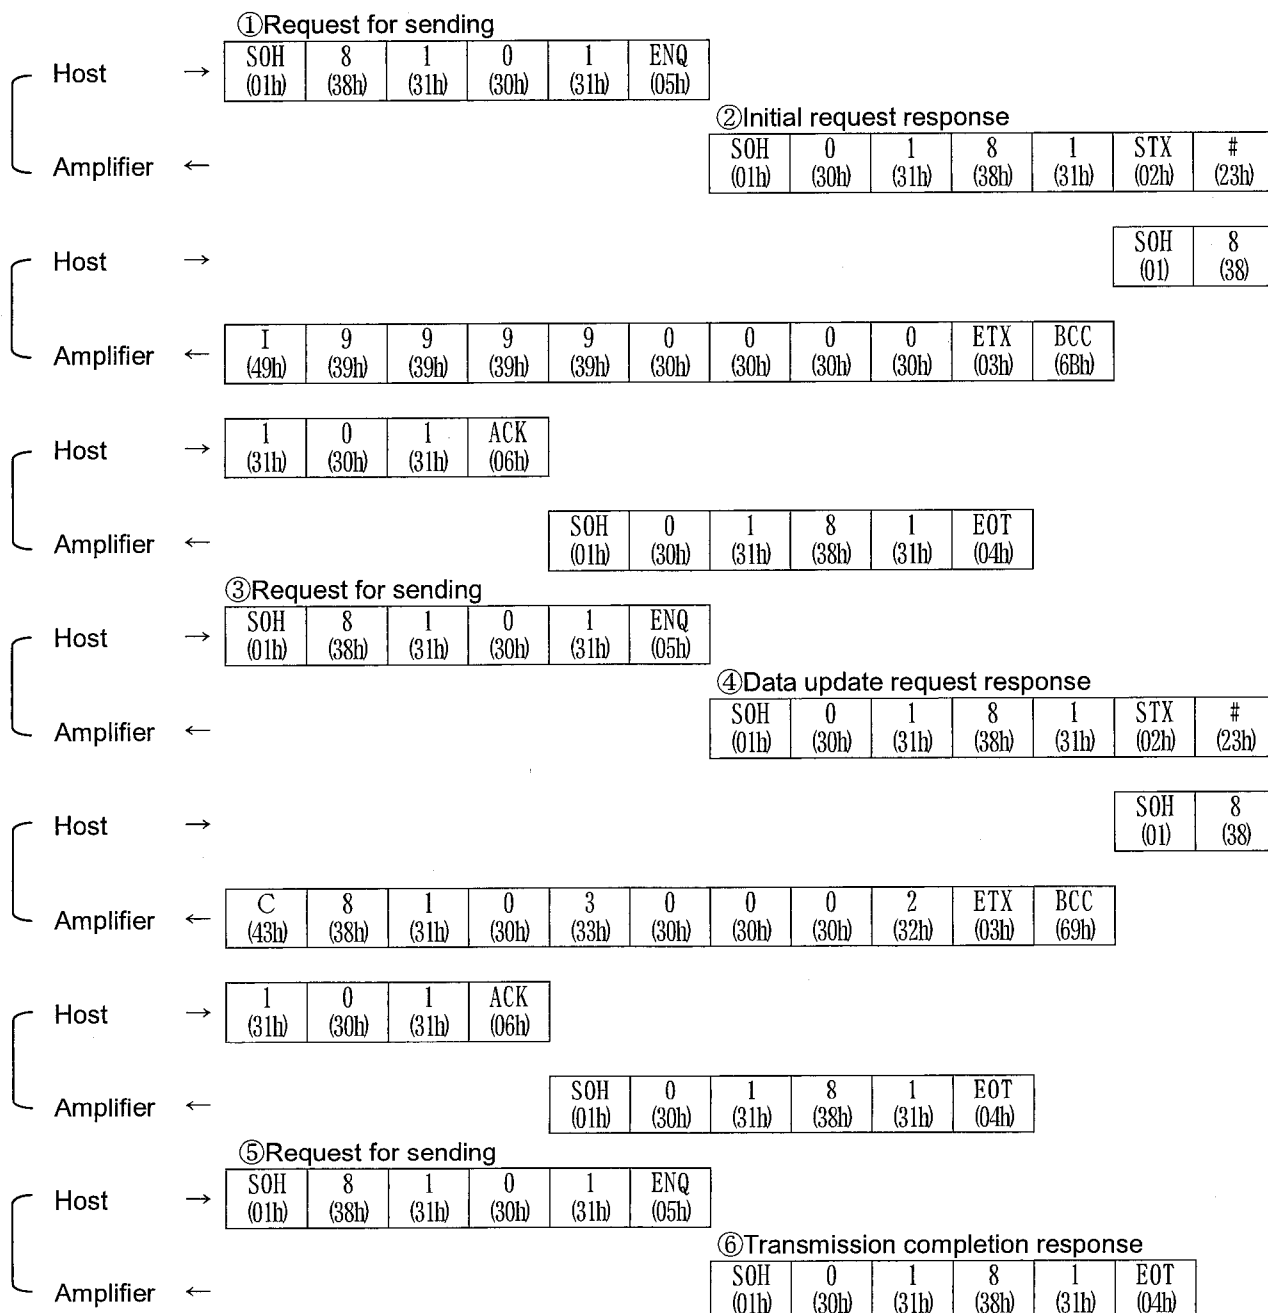 ①Request for sending
Host → SOH 8 1 0 1 ENQ
(01h) (38h) (31h) (30h) (31h) (05h)
②Initial request response
Amplifier ← SOH 0 1 8 1 STX #
(01h) (30h) (31h) (38h) (31h) (02h) (23h)
Host → SOH 8
(01) (38)
Amplifier ← I 9 9 9 9 0 0 0 0 ETX BCC
(49h) (39h) (39h) (39h) (39h) (30h) (30h) (30h) (30h) (03h) (6Bh)
Host → 1 0 1 ACK
(31h) (30h) (31h) (06h)
Amplifier ← SOH 0 1 8 1 EOT
(01h) (30h) (31h) (38h) (31h) (04h)
③Request for sending
Host → SOH 8 1 0 1 ENQ
(01h) (38h) (31h) (30h) (31h) (05h)
④Data update request response
Amplifier ← SOH 0 1 8 1 STX #
(01h) (30h) (31h) (38h) (31h) (02h) (23h)
Host → SOH 8
(01) (38)
Amplifier ← C 8 1 0 3 0 0 0 2 ETX BCC
(43h) (38h) (31h) (30h) (33h) (30h) (30h) (30h) (32h) (03h) (69h)
Host → 1 0 1 ACK
(31h) (30h) (31h) (06h)
Amplifier ← SOH 0 1 8 1 EOT
(01h) (30h) (31h) (38h) (31h) (04h)
⑤Request for sending
Host → SOH 8 1 0 1 ENQ
(01h) (38h) (31h) (30h) (31h) (05h)
⑥Transmission completion response
Amplifier ← SOH 0 1 8 1 EOT
(01h) (30h) (31h) (38h) (31h) (04h)